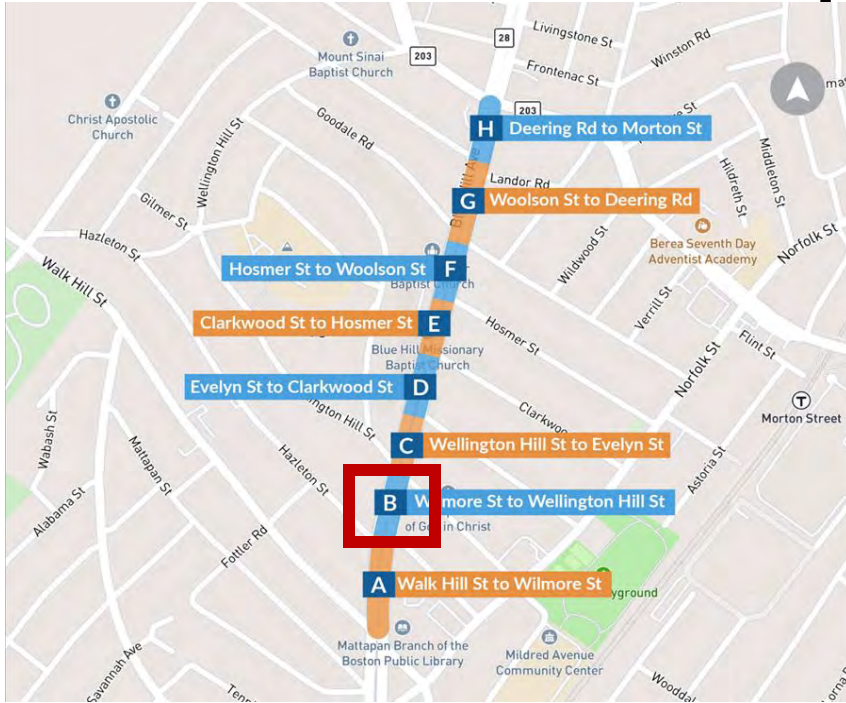 28
Livingstone St
Winston Rd
Mount Sinai
Baptist Church
203
Frontenac St
Christ Apostolic
Church
Goodale Rd
203
H Deering Rd to Morton St
Wellington Hill St
Landor Rd
Middleton St
Hildreth St
Gilmer St
G Woolson St to Deering Rd
Hazleton St
Wildwood St
Berea Seventh Day
Adventist Academy
Norfolk St
Walk Hill St
Hosmer St to Woolson St F
Baptist Church
Verrill St
Clarkwood St to Hosmer St E
Hosmer St
Flint St
Blue Hill Missionary
Baptist Church
Norfolk St
Evelyn St to Clarkwood St D
T
Morton Street
Wabash St
Mattapan St
Hazleton St
C Wellington Hill St to Evelyn St
Astoria St
B Wilmore St to Wellington Hill St
of God in Christ
Alabama St
Fottler Rd
A Walk Hill St to Wilmore St
Mattapan Branch of the
Boston Public Library
Mildred Avenue
Community Center
Savannah Ave